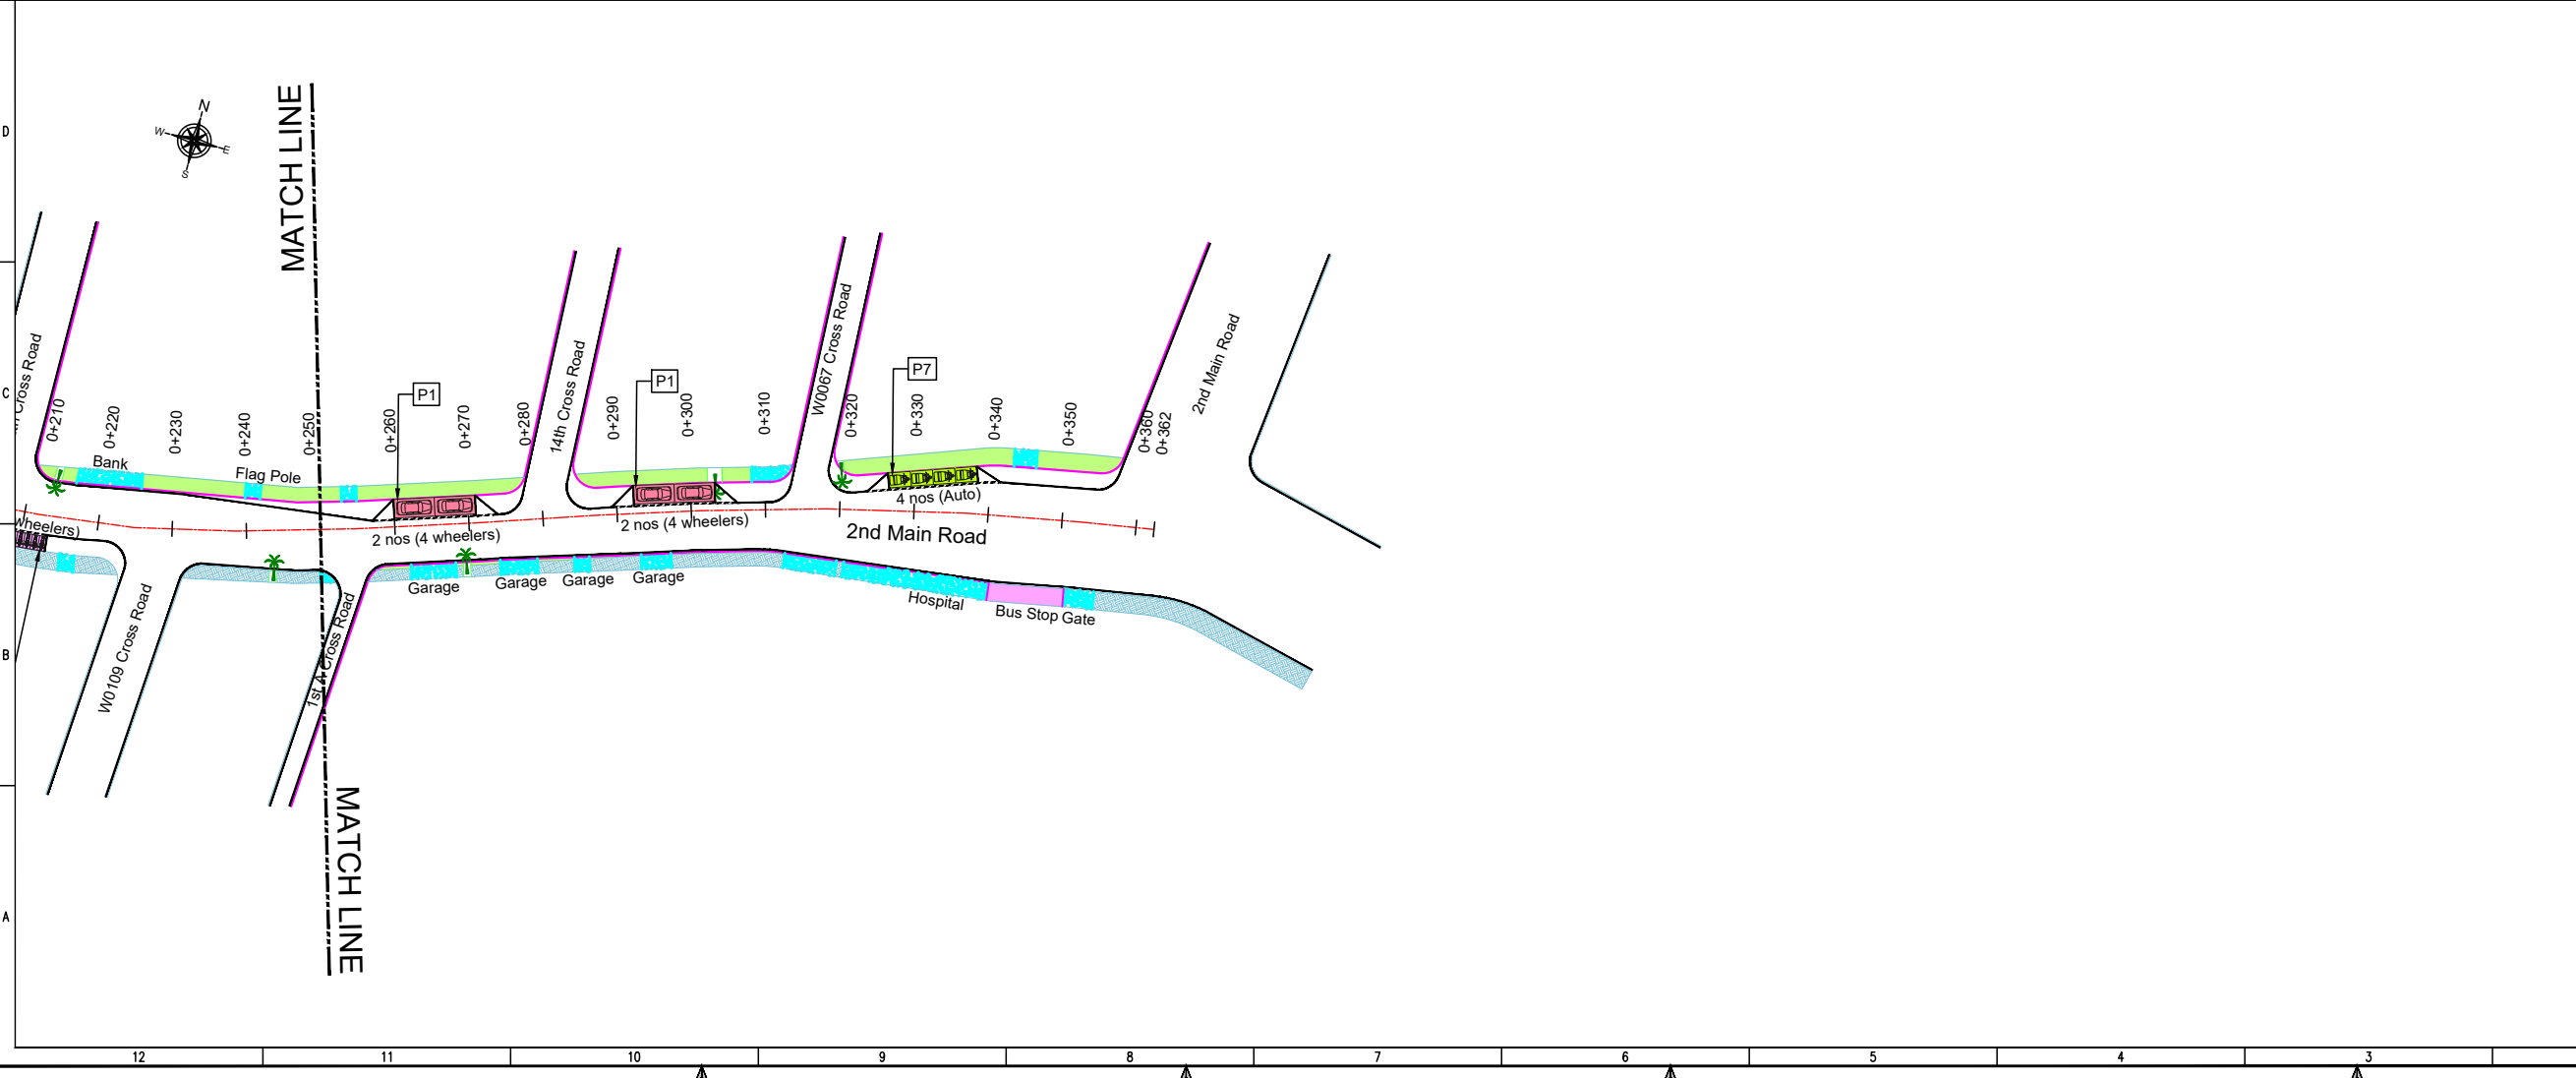 D
C
B
A
MATCH LINE
N
W
E
S
Cross Road
0+210
0+220
0+230
0+240
0+250
0+260
0+270
0+280
14th Cross Road
0+290
0+300
0+310
W0067 Cross Road
0+320
0+330
0+340
0+350
0+360
0+362
2nd Main Road
P1
P1
P7
Bank
Flag Pole
4 nos (Auto)
2 nos (4 wheelers)
2 nos (4 wheelers)
2nd Main Road
wheelers)
Garage
Garage
Garage
Garage
Hospital
Bus Stop
Gate
W0109 Cross Road
1st A Cross Road
MATCH LINE
12
11
10
9
8
7
6
5
4
3